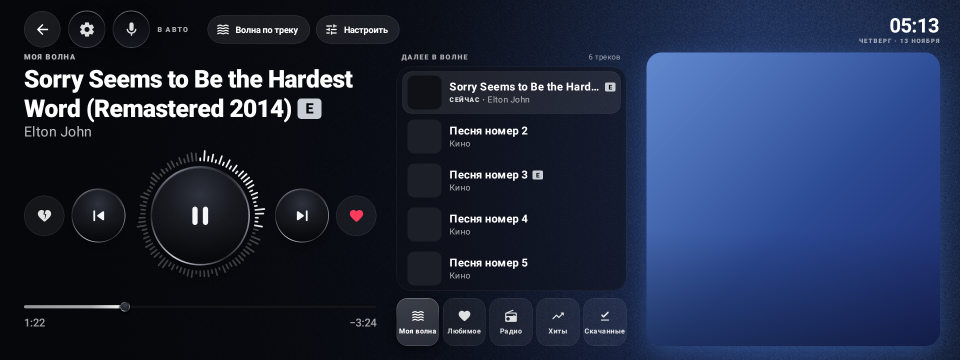 В АВТО
Волна по треку
Настроить
05:13
ЧЕТВЕРГ · 13 НОЯБРЯ
МОЯ ВОЛНА
Sorry Seems to Be the Hardest
Word (Remastered 2014) E
Elton John
1:22
−3:24
ДАЛЕЕ В ВОЛНЕ
6 треков
Sorry Seems to Be the Hard... E
СЕЙЧАС · Elton John
Песня номер 2
Кино
Песня номер 3 E
Кино
Песня номер 4
Кино
Песня номер 5
Кино
Моя волна
Любимое
Радио
Хиты
Скачанные